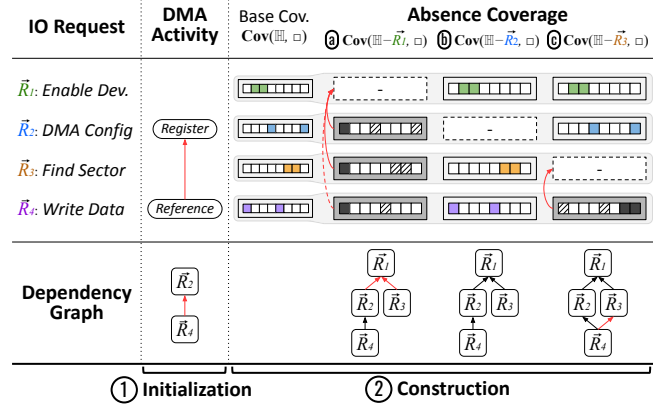 IO Request
DMA
Activity
Base Cov.
Cov(ℍ, □)
Absence Coverage
ⓐ Cov(ℍ−R⃗₁, □)
ⓑ Cov(ℍ−R⃗₂, □)
ⓒ Cov(ℍ−R⃗₃, □)
R⃗₁: Enable Dev.
-
R⃗₂: DMA Config
Register
-
R⃗₃: Find Sector
-
R⃗₄: Write Data
Reference
Dependency
Graph
R⃗₂
R⃗₄
R⃗₁
R⃗₂ R⃗₃
R⃗₄
R⃗₁
R⃗₂ R⃗₃
R⃗₄
R⃗₁
R⃗₂ R⃗₃
R⃗₄
① Initialization
② Construction